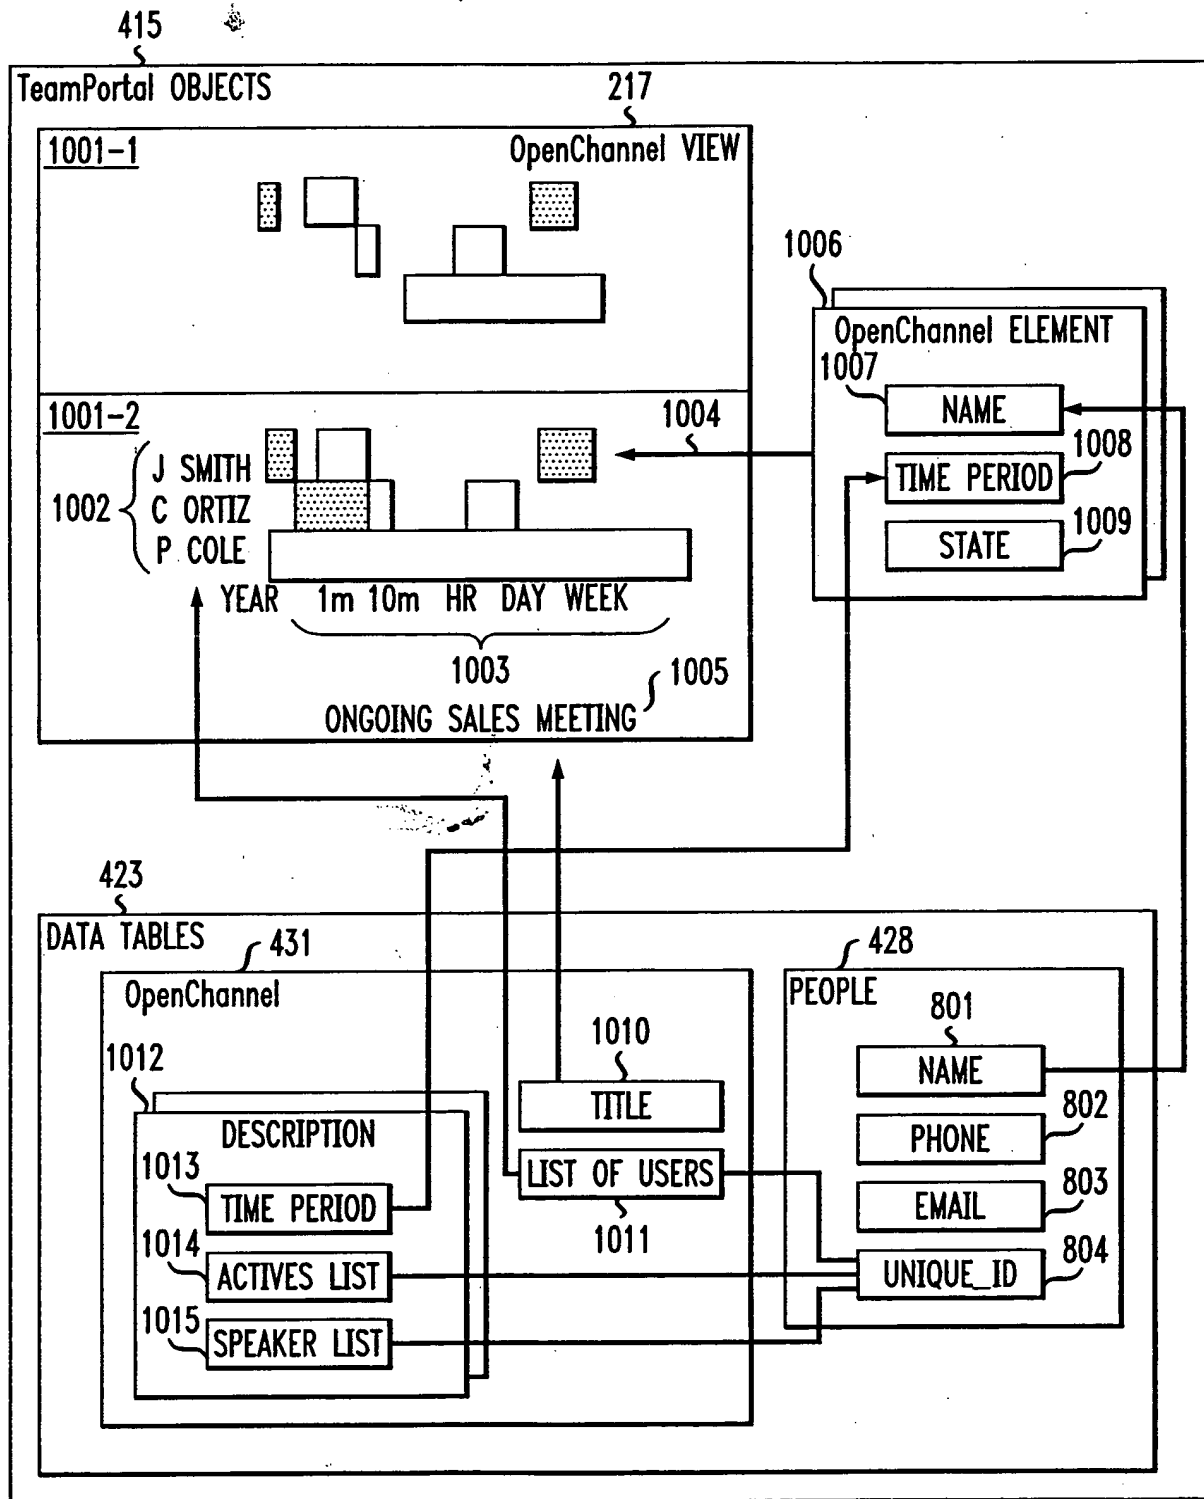 415
TeamPortal OBJECTS
217
1001-1
OpenChannel VIEW
1006
OpenChannel ELEMENT
1007
NAME
1008
TIME PERIOD
1009
STATE
1001-2
1004
1002
J SMITH
C ORTIZ
P COLE
YEAR 1m 10m HR DAY WEEK
1003
1005
ONGOING SALES MEETING
423
DATA TABLES
431
OpenChannel
428
PEOPLE
1010
TITLE
801
NAME
1012
DESCRIPTION
802
PHONE
1013
TIME PERIOD
LIST OF USERS
1011
803
EMAIL
1014
ACTIVES LIST
804
UNIQUE_ID
1015
SPEAKER LIST